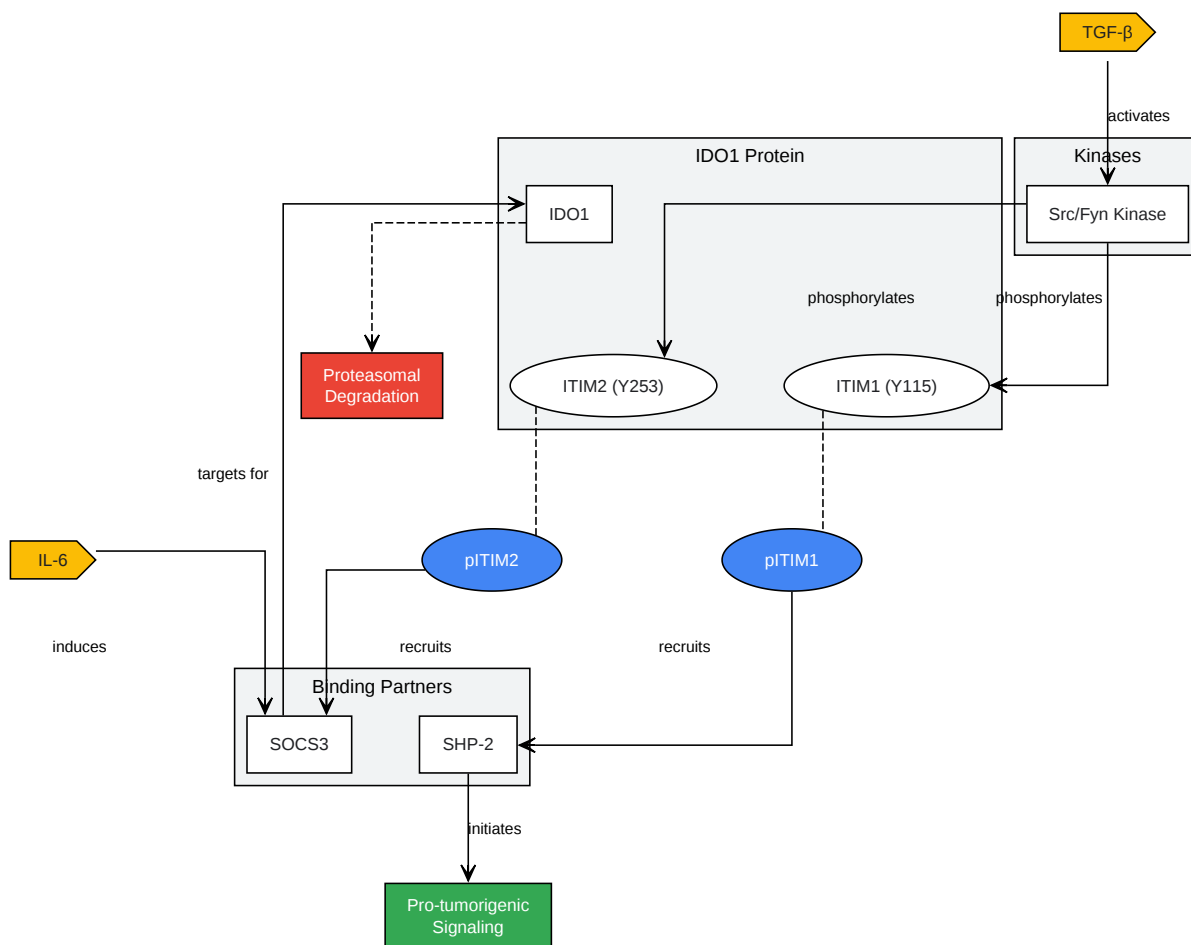 TGF-β
activates
IDO1 Protein
Kinases
IDO1
Src/Fyn Kinase
phosphorylates
phosphorylates
Proteasomal
Degradation
ITIM2 (Y253)
ITIM1 (Y115)
targets for
IL-6
pITIM2
pITIM1
induces
recruits
recruits
Binding Partners
SOCS3
SHP-2
initiates
Pro-tumorigenic
Signaling